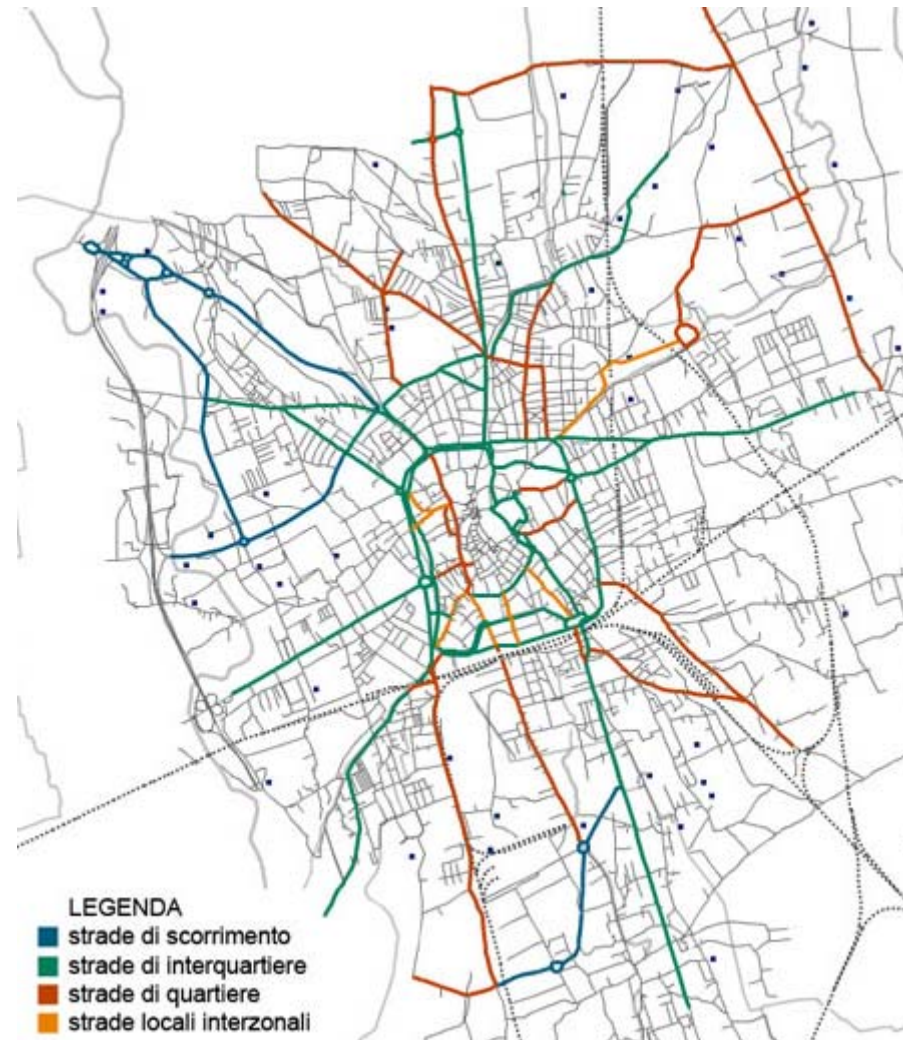 LEGENDA
strade di scorrimento
strade di interquartiere
strade di quartiere
strade locali interzonali